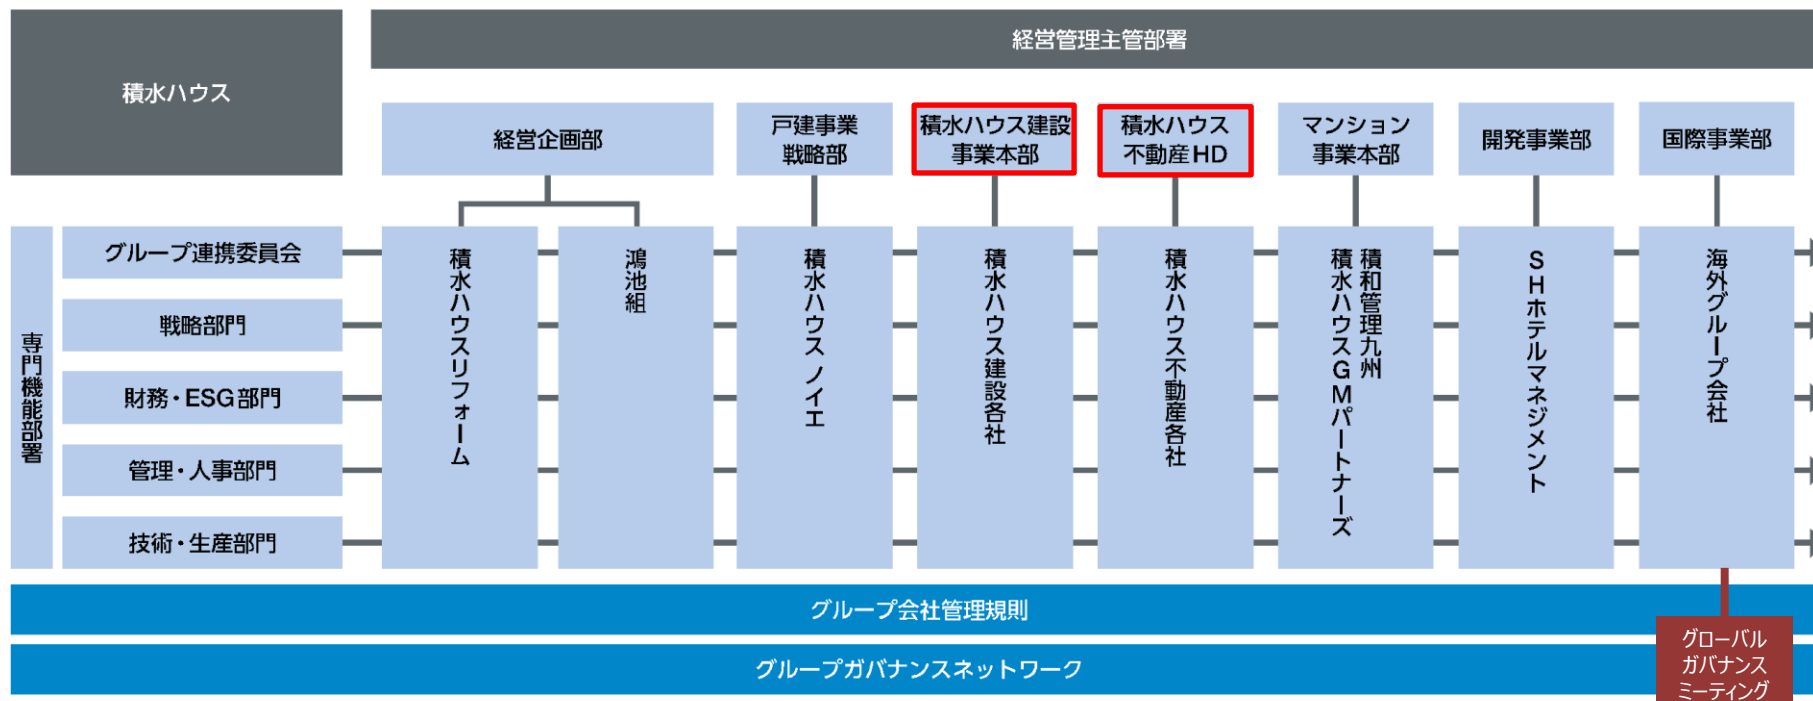 積水ハウス
経営管理主管部署
経営企画部
戸建事業
戦略部
積水ハウス建設
事業本部
積水ハウス
不動産HD
マンション
事業本部
開発事業部
国際事業部
専門機能部署
グループ連携委員会
戦略部門
財務・ESG部門
管理・人事部門
技術・生産部門
積水ハウスリフォーム
鴻池組
積水ハウス ノイエ
積水ハウス建設各社
積水ハウス不動産各社
積和管理九州
積水ハウスGMパートナーズ
SHホテルマネジメント
海外グループ会社
グループ会社管理規則
グループガバナンスネットワーク
グローバル
ガバナンス
ミーティング